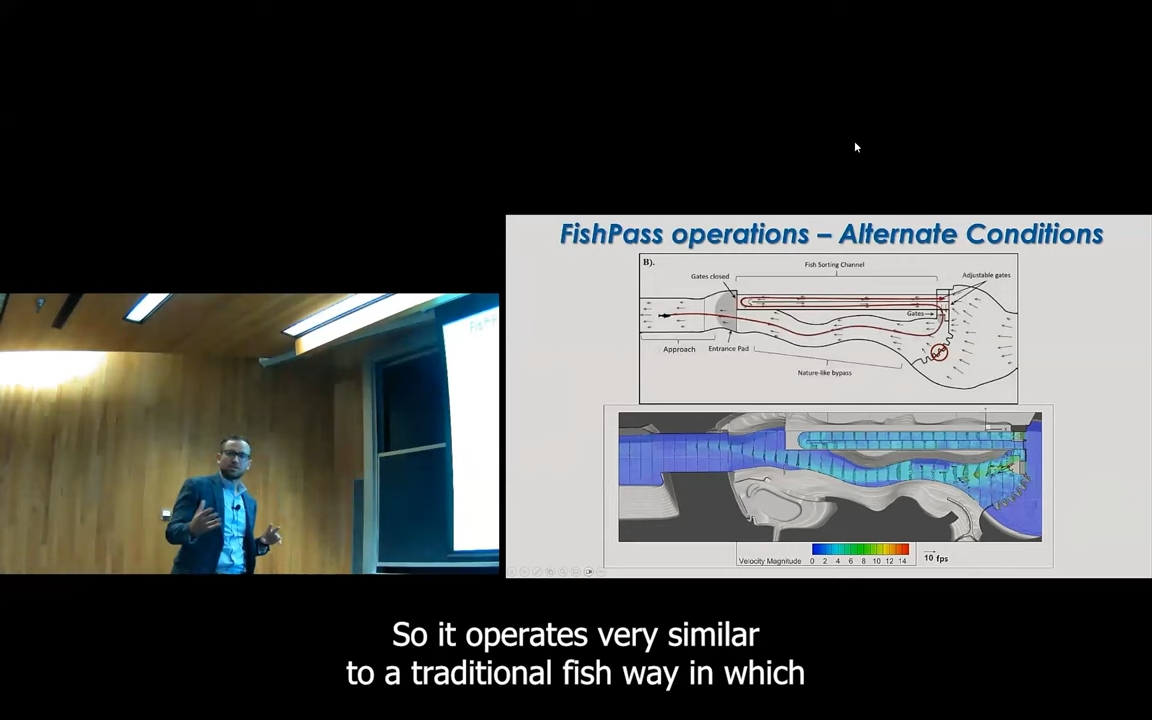 FishPass operations – Alternate Conditions
B).
Fish Sorting Channel
Gates closed
Adjustable gates
Gates
Approach
Entrance Pad
Nature-like bypass
Velocity Magnitude
0 2 4 6 8 10 12 14
10 fps
So it operates very similar
to a traditional fish way in which